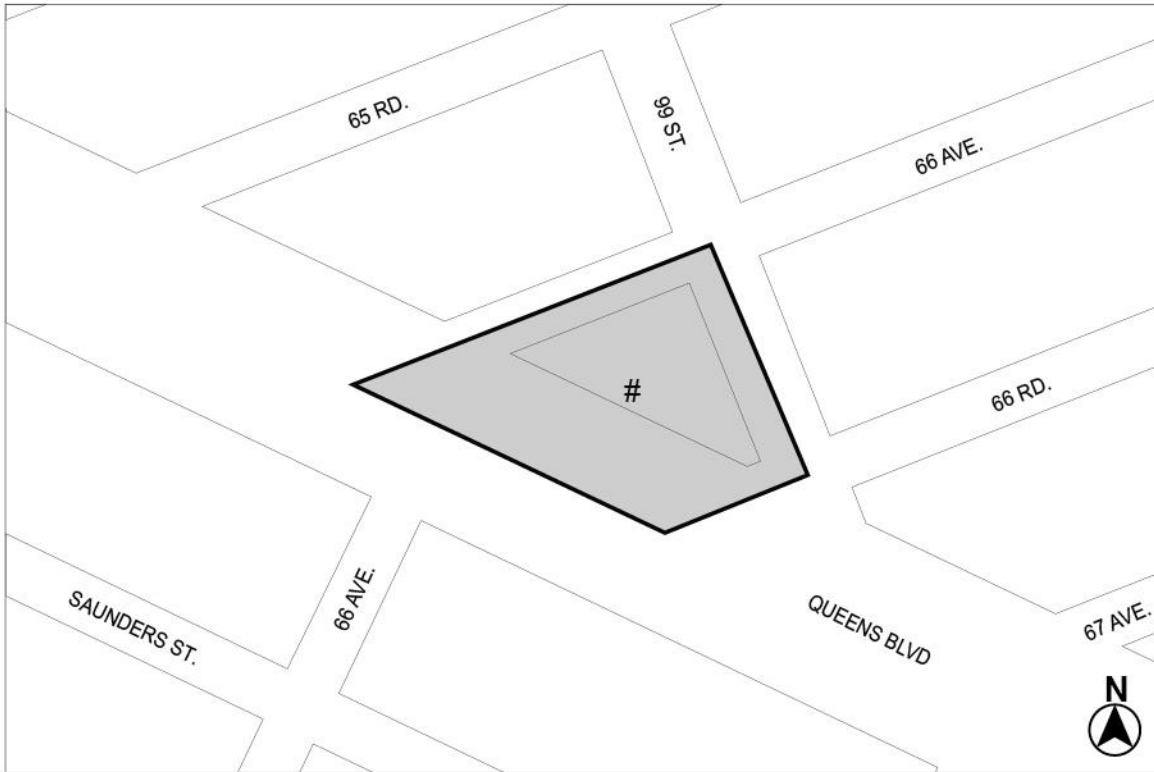 65 RD.
99 ST.
66 AVE.
#
66 RD.
66 AVE.
SAUNDERS ST.
QUEENS BLVD
67 AVE.
N